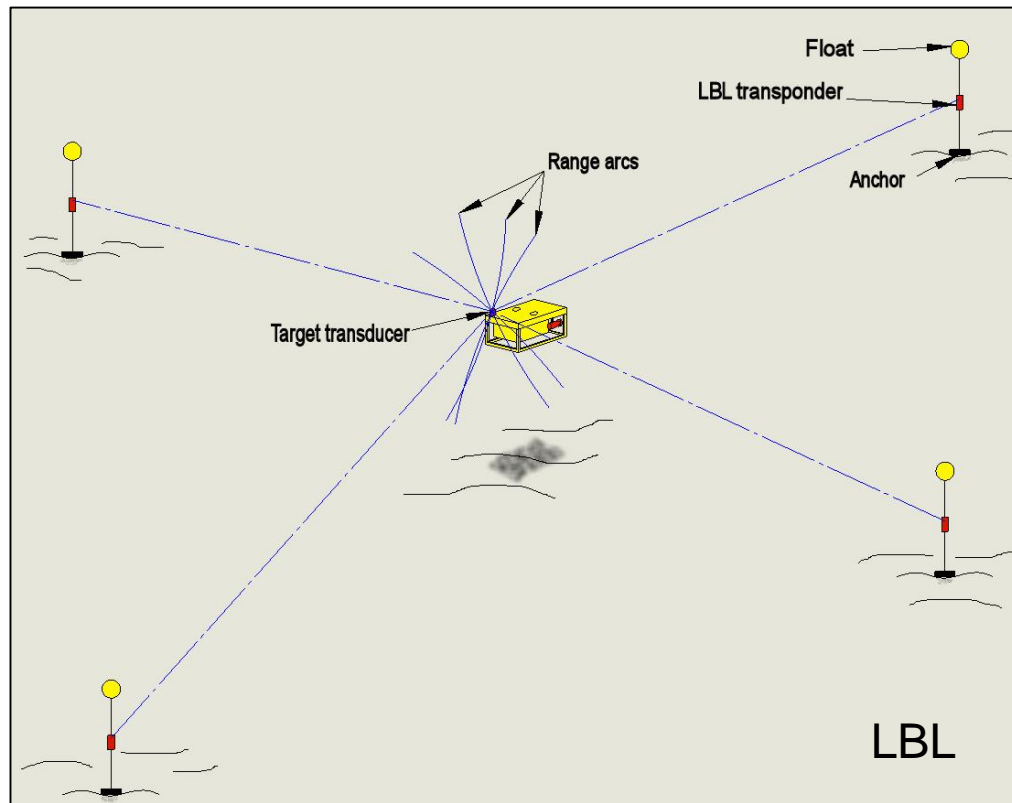 Float
LBL transponder
Range arcs
Anchor
Target transducer
LBL